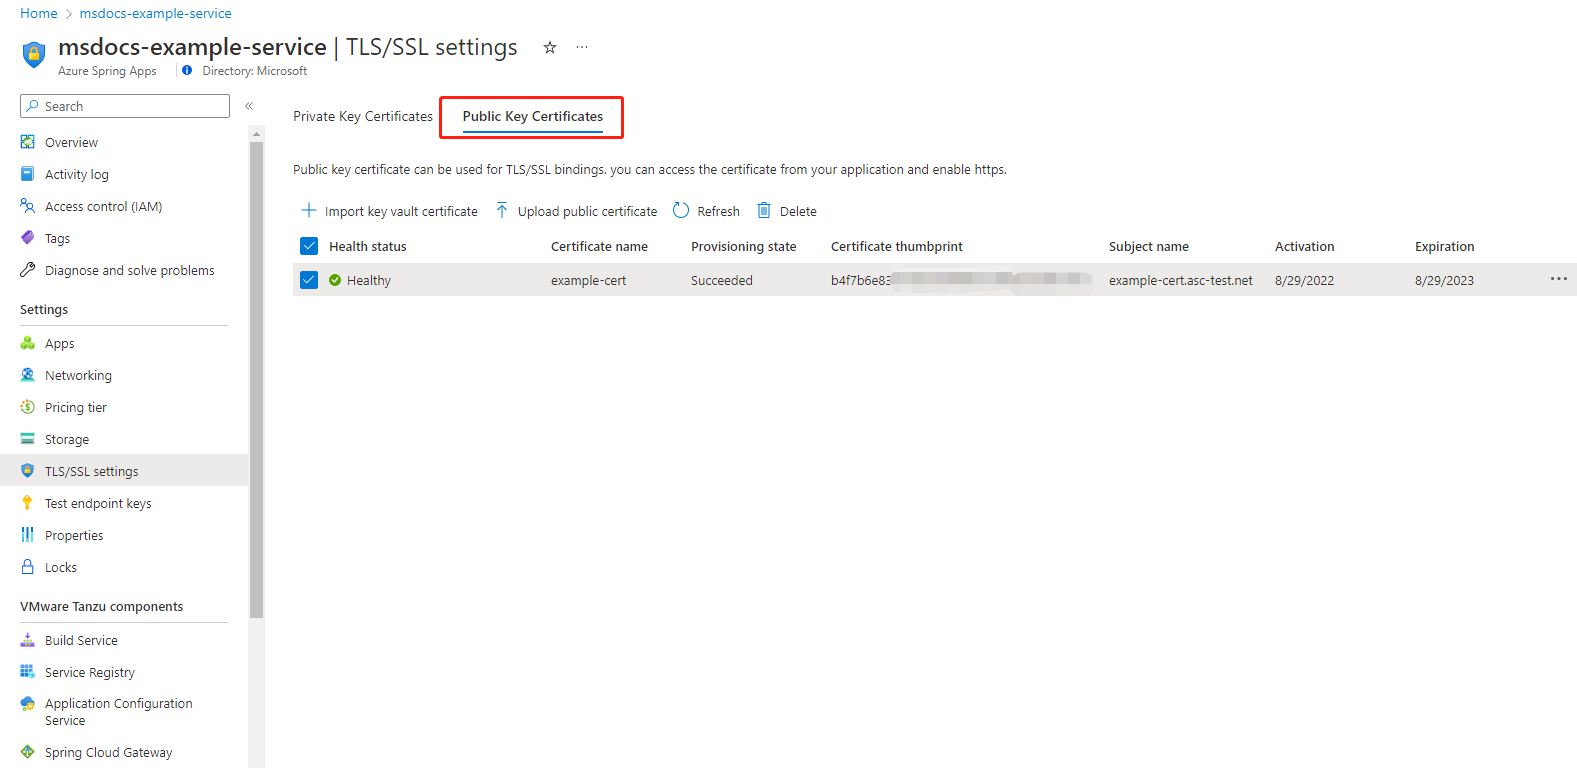 Home > msdocs-example-service
msdocs-example-service | TLS/SSL settings
Azure Spring Apps
Directory: Microsoft
Search
Overview
Activity log
Access control (IAM)
Tags
Diagnose and solve problems
Settings
Apps
Networking
Pricing tier
Storage
TLS/SSL settings
Test endpoint keys
Properties
Locks
VMware Tanzu components
Build Service
Service Registry
Application Configuration
Service
Spring Cloud Gateway
Private Key Certificates
Public Key Certificates
Public key certificate can be used for TLS/SSL bindings. you can access the certificate from your application and enable https.
Import key vault certificate
Upload public certificate
Refresh
Delete
Health status Certificate name Provisioning state Certificate thumbprint Subject name Activation Expiration
Healthy example-cert Succeeded b4f7b6e83 example-cert.asc-test.net 8/29/2022 8/29/2023